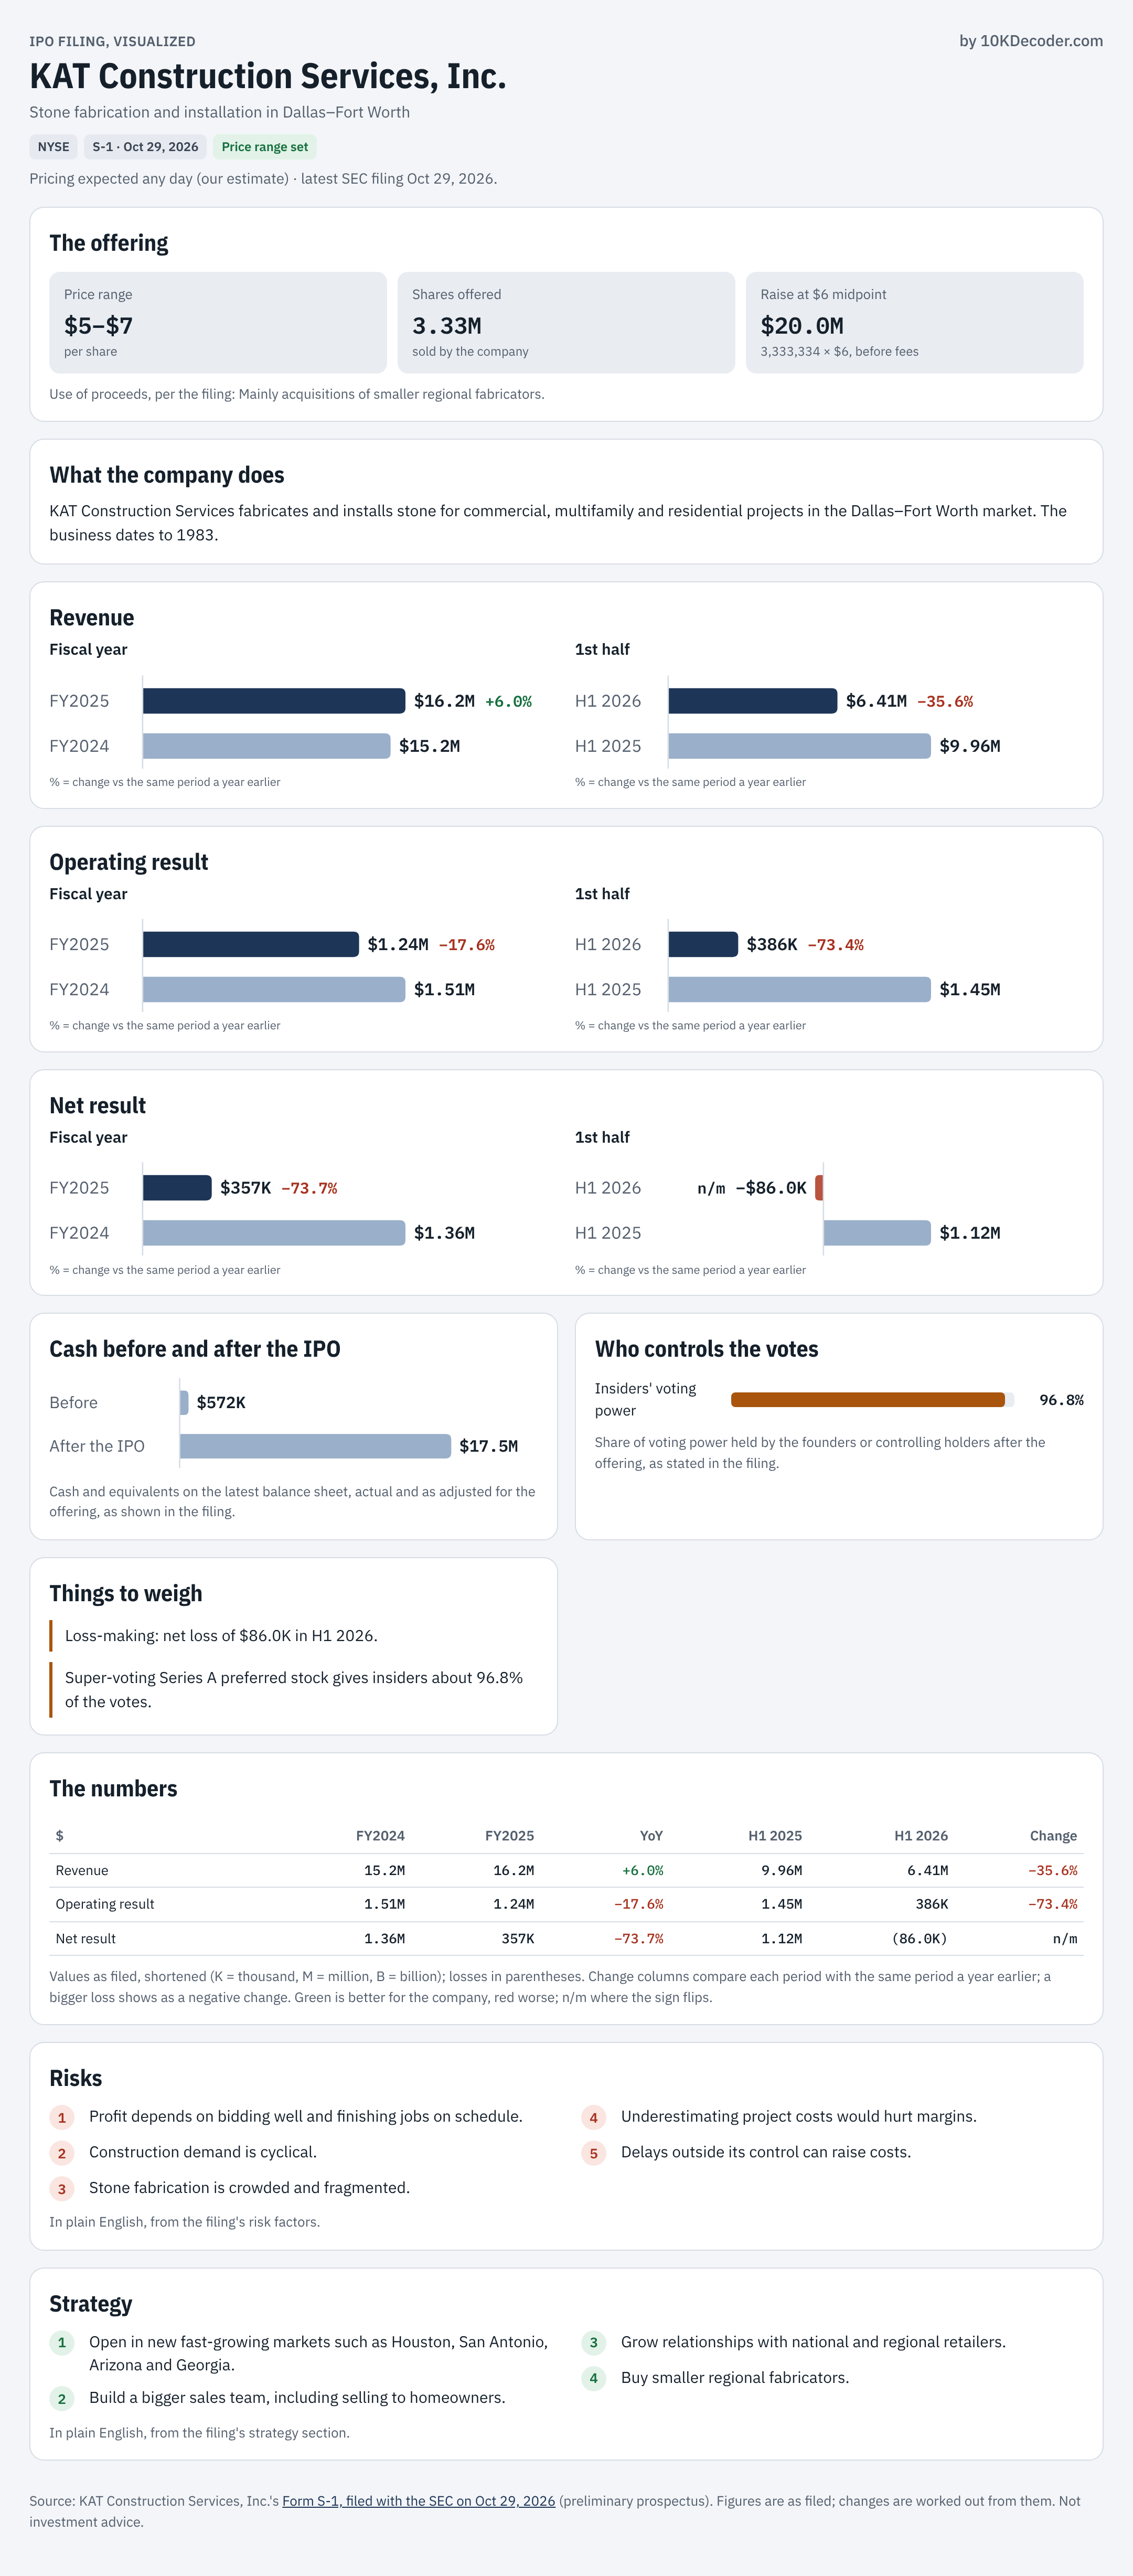 IPO FILING, VISUALIZED
by 10KDecoder.com
KAT Construction Services, Inc.
Stone fabrication and installation in Dallas–Fort Worth
NYSE
S-1 · Oct 29, 2026
Price range set
Pricing expected any day (our estimate) · latest SEC filing Oct 29, 2026.
The offering
Price range
$5–$7
per share
Shares offered
3.33M
sold by the company
Raise at $6 midpoint
$20.0M
3,333,334 × $6, before fees
Use of proceeds, per the filing: Mainly acquisitions of smaller regional fabricators.
What the company does
KAT Construction Services fabricates and installs stone for commercial, multifamily and residential projects in the Dallas–Fort Worth market. The
business dates to 1983.
Revenue
Fiscal year
FY2025 $16.2M +6.0%
FY2024 $15.2M
% = change vs the same period a year earlier
1st half
H1 2026 $6.41M −35.6%
H1 2025 $9.96M
% = change vs the same period a year earlier
Operating result
Fiscal year
FY2025 $1.24M −17.6%
FY2024 $1.51M
% = change vs the same period a year earlier
1st half
H1 2026 $386K −73.4%
H1 2025 $1.45M
% = change vs the same period a year earlier
Net result
Fiscal year
FY2025 $357K −73.7%
FY2024 $1.36M
% = change vs the same period a year earlier
1st half
H1 2026 n/m −$86.0K
H1 2025 $1.12M
% = change vs the same period a year earlier
Cash before and after the IPO
Before $572K
After the IPO $17.5M
Cash and equivalents on the latest balance sheet, actual and as adjusted for the
offering, as shown in the filing.
Who controls the votes
Insiders' voting
power
96.8%
Share of voting power held by the founders or controlling holders after the
offering, as stated in the filing.
Things to weigh
Loss-making: net loss of $86.0K in H1 2026.
Super-voting Series A preferred stock gives insiders about 96.8%
of the votes.
The numbers
$ FY2024 FY2025 YoY H1 2025 H1 2026 Change
Revenue 15.2M 16.2M +6.0% 9.96M 6.41M −35.6%
Operating result 1.51M 1.24M −17.6% 1.45M 386K −73.4%
Net result 1.36M 357K −73.7% 1.12M (86.0K) n/m
Values as filed, shortened (K = thousand, M = million, B = billion); losses in parentheses. Change columns compare each period with the same period a year earlier; a
bigger loss shows as a negative change. Green is better for the company, red worse; n/m where the sign flips.
Risks
1 Profit depends on bidding well and finishing jobs on schedule.
2 Construction demand is cyclical.
3 Stone fabrication is crowded and fragmented.
4 Underestimating project costs would hurt margins.
5 Delays outside its control can raise costs.
In plain English, from the filing's risk factors.
Strategy
1 Open in new fast-growing markets such as Houston, San Antonio,
Arizona and Georgia.
2 Build a bigger sales team, including selling to homeowners.
3 Grow relationships with national and regional retailers.
4 Buy smaller regional fabricators.
In plain English, from the filing's strategy section.
Source: KAT Construction Services, Inc.'s Form S-1, filed with the SEC on Oct 29, 2026 (preliminary prospectus). Figures are as filed; changes are worked out from them. Not
investment advice.